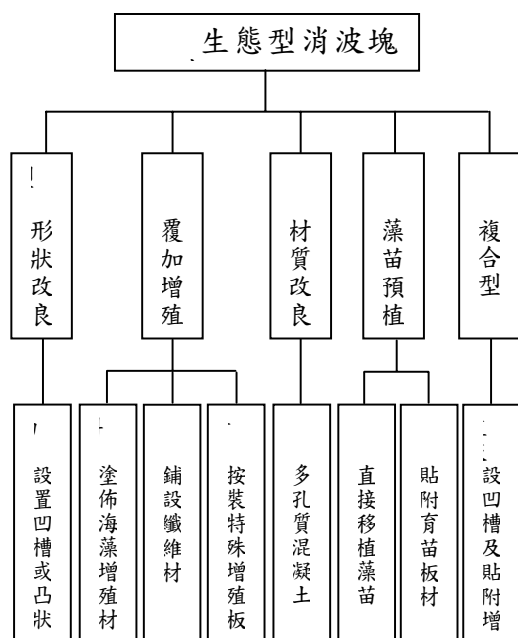 生態型消波塊
形狀改良
覆加增殖
材質改良
藻苗預植
複合型
設置凹槽或凸狀
塗佈海藻增殖材
鋪設纖維材
按裝特殊增殖板
多孔質混凝土
直接移植藻苗
貼附育苗板材
設凹槽及貼附增